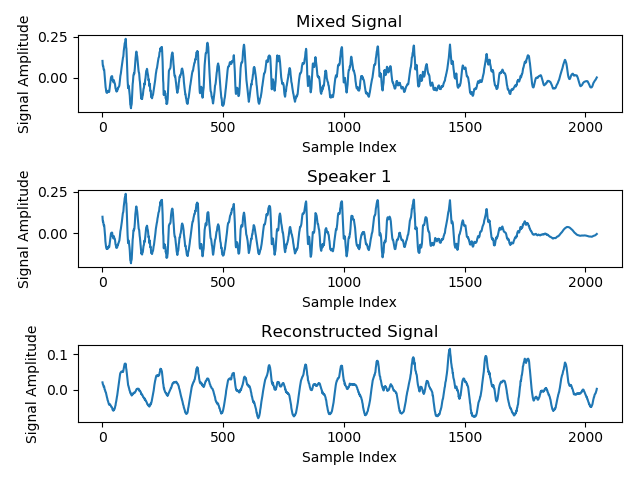 Mixed Signal
0.25
0.00
Signal Amplitude
0 500 1000 1500 2000
Sample Index
Speaker 1
0.25
0.00
Signal Amplitude
0 500 1000 1500 2000
Sample Index
Reconstructed Signal
0.1
0.0
Signal Amplitude
0 500 1000 1500 2000
Sample Index